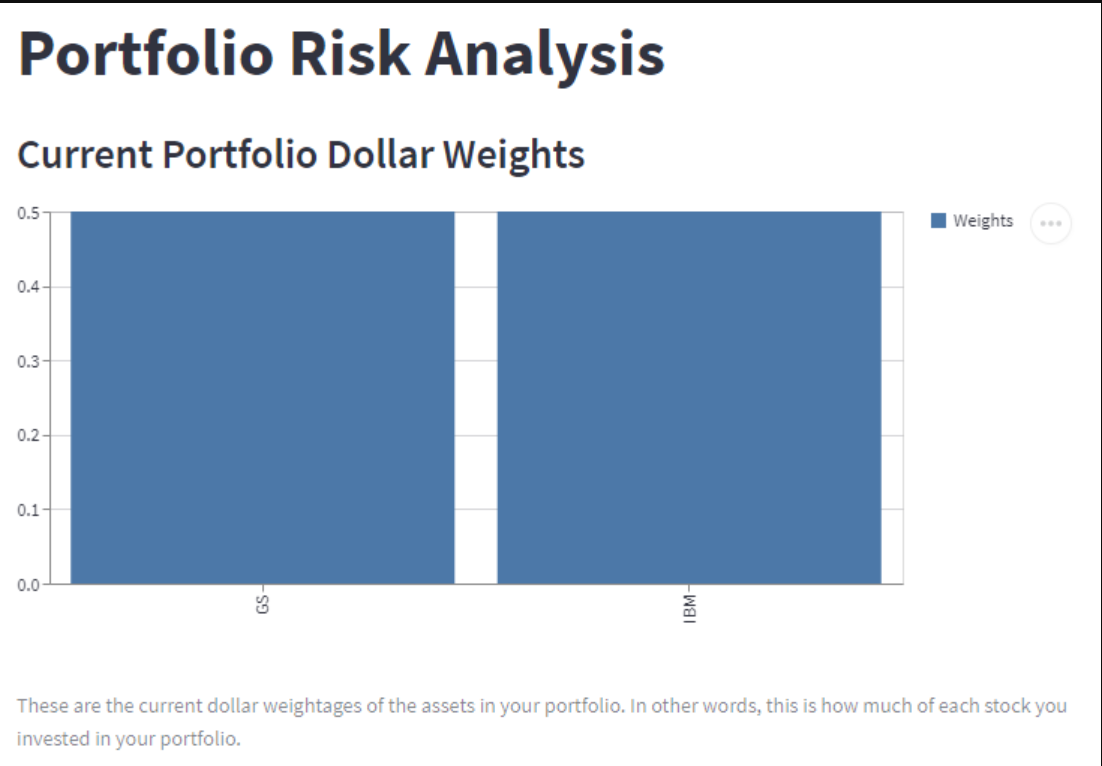 Portfolio Risk Analysis
Current Portfolio Dollar Weights
0.5
0.4
0.3
0.2
0.1
0.0
GS
IBM
Weights
These are the current dollar weightages of the assets in your portfolio. In other words, this is how much of each stock you
invested in your portfolio.